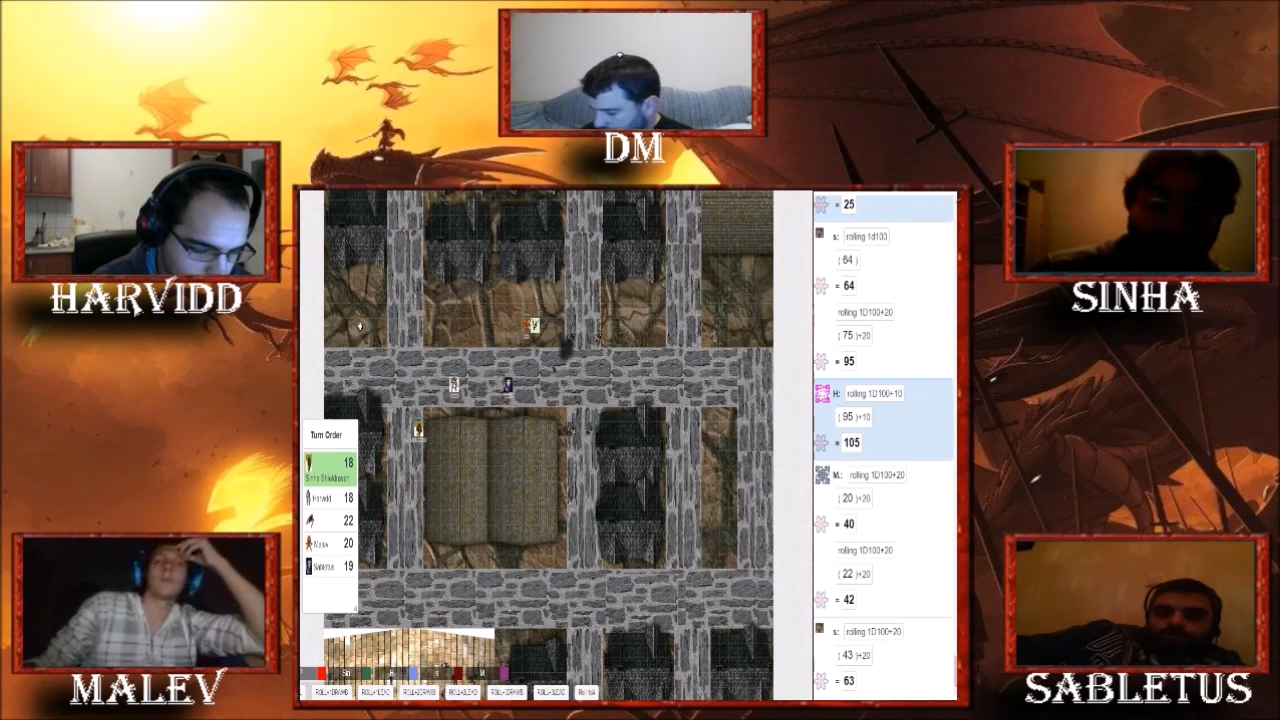 DM
HARVIDD
SINHA
MALEV
SABLETUS
Turn Order
18
Harvidd 18
22
Malev 20
Sabletus 19
= 25
s: rolling 1d100
( 64 )
= 64
rolling 1D100+20
( 75 )+20
= 95
H: rolling 1D100+10
( 95 )+10
= 105
M.: rolling 1D100+20
( 20 )+20
= 40
rolling 1D100+20
( 22 )+20
= 42
s: rolling 1D100+20
( 43 )+20
= 63